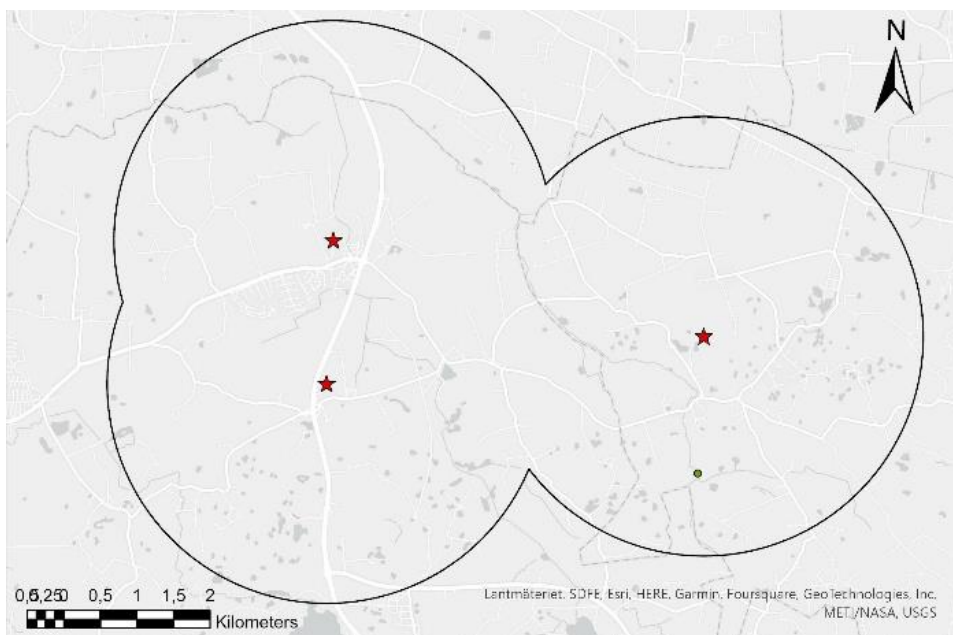 N
Lantmäteriet, SDFE, Esri, HERE, Garmin, Foursquare, GeoTechnologies, Inc,
METI/NASA, USGS
0,5 0,25 0 0,5 1 1,5 2
Kilometers